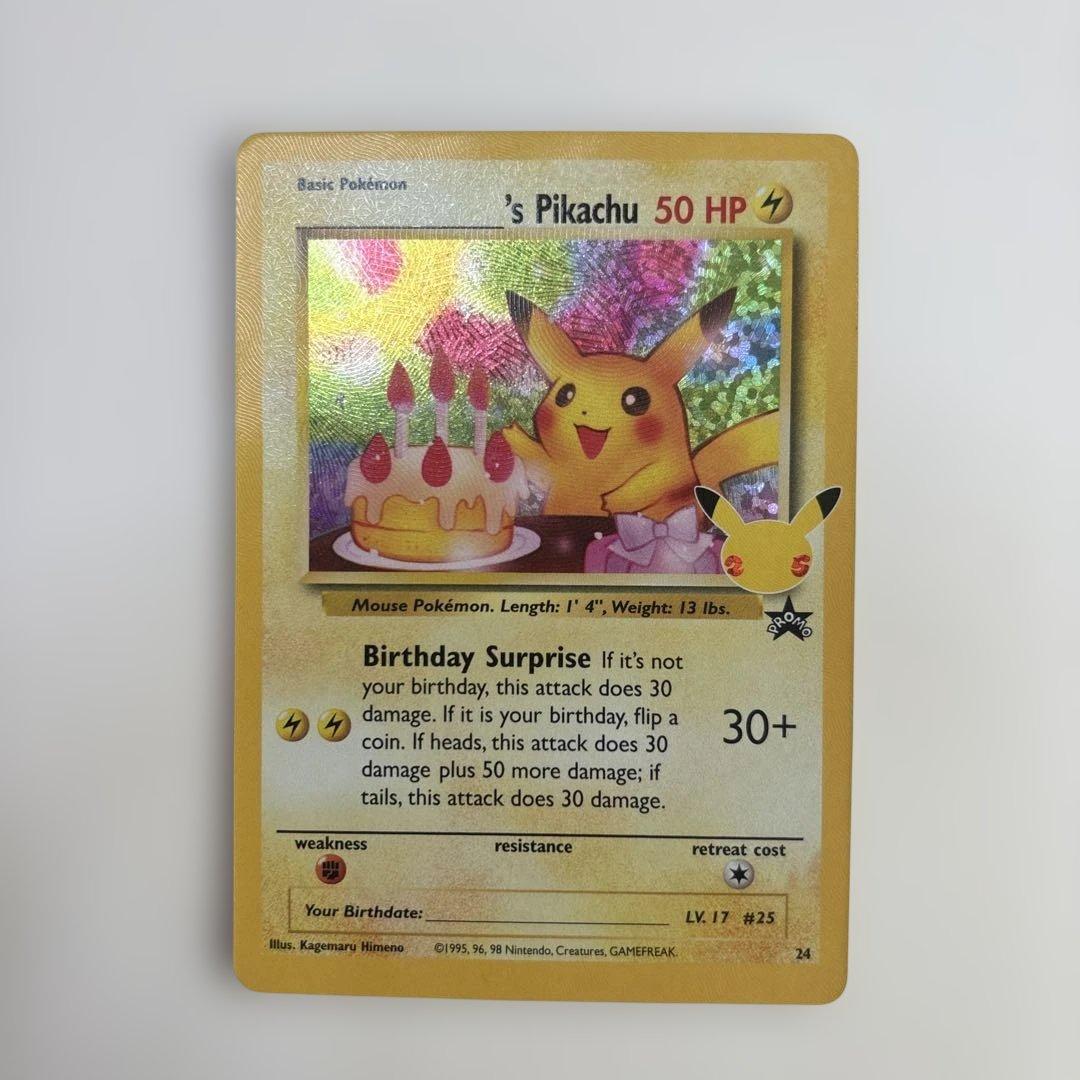 Basic Pokémon
's Pikachu 50 HP
25
Mouse Pokémon. Length: 1' 4", Weight: 13 lbs.
PROMO
Birthday Surprise If it's not
your birthday, this attack does 30
damage. If it is your birthday, flip a
coin. If heads, this attack does 30
damage plus 50 more damage; if
tails, this attack does 30 damage.
30+
weakness resistance retreat cost
Your Birthdate: LV. 17 #25
Illus. Kagemaru Himeno ©1995, 96, 98 Nintendo, Creatures, GAMEFREAK. 24